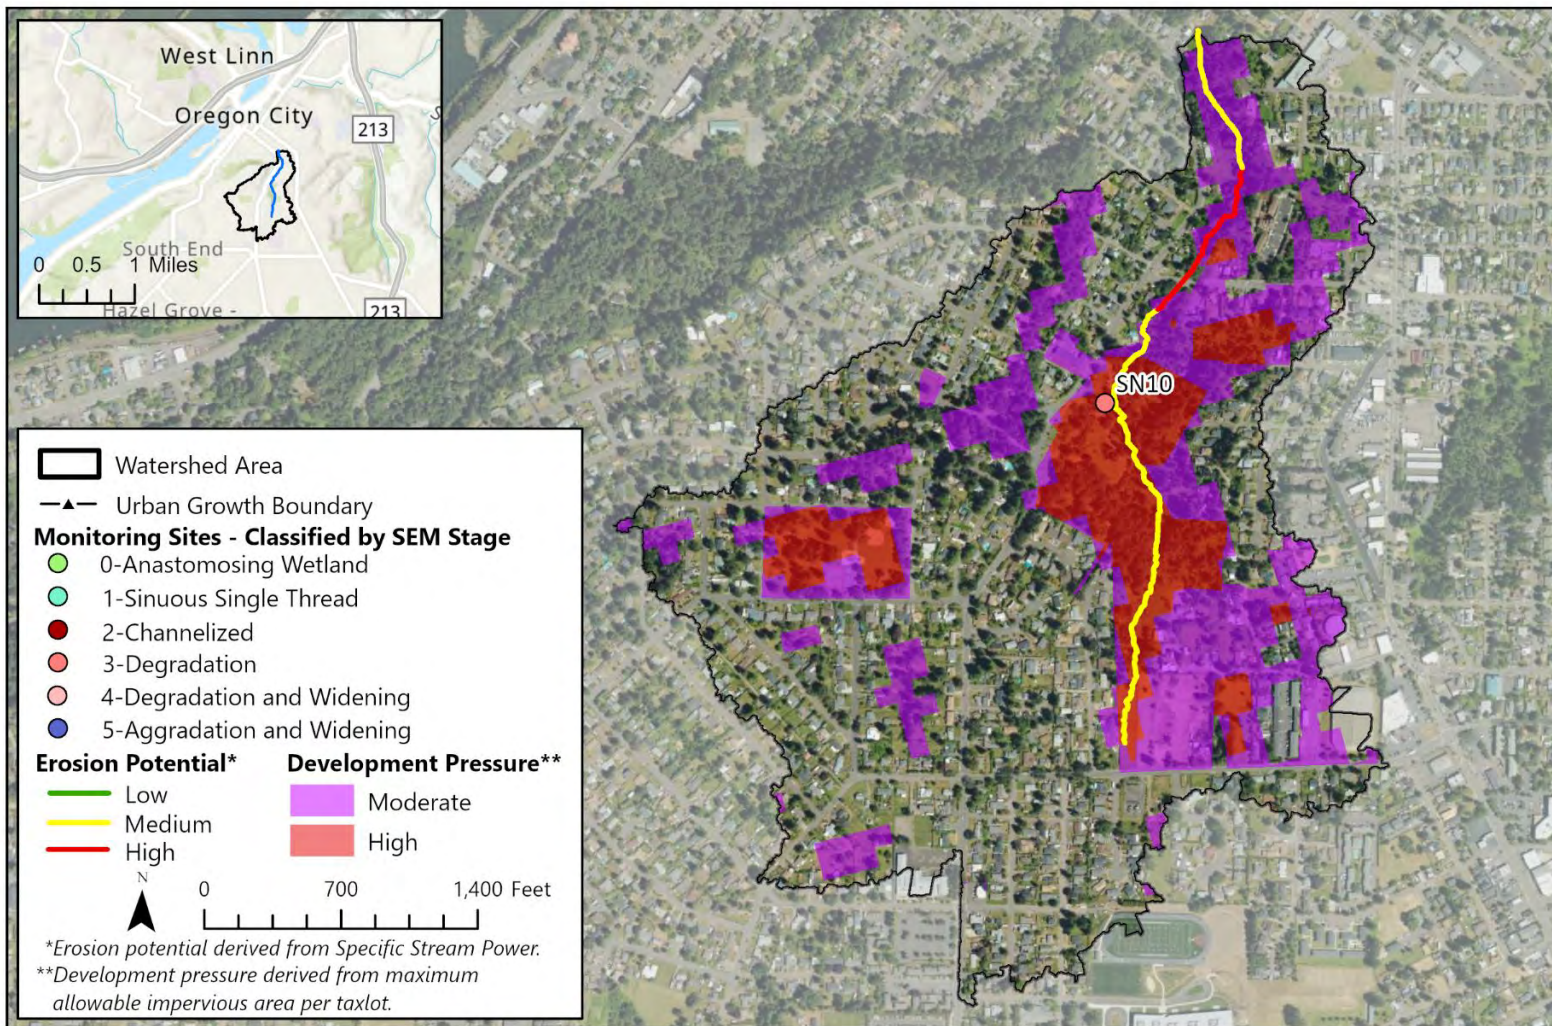 West Linn
Oregon City
213
South End
0 0.5 1 Miles
Hazel Grove -
213
SN10
Watershed Area
Urban Growth Boundary
Monitoring Sites - Classified by SEM Stage
0-Anastomosing Wetland
1-Sinuous Single Thread
2-Channelized
3-Degradation
4-Degradation and Widening
5-Aggradation and Widening
Erosion Potential* Development Pressure**
Low
Moderate
Medium
High
High
N
0 700 1,400 Feet
*Erosion potential derived from Specific Stream Power.
**Development pressure derived from maximum
allowable impervious area per taxlot.